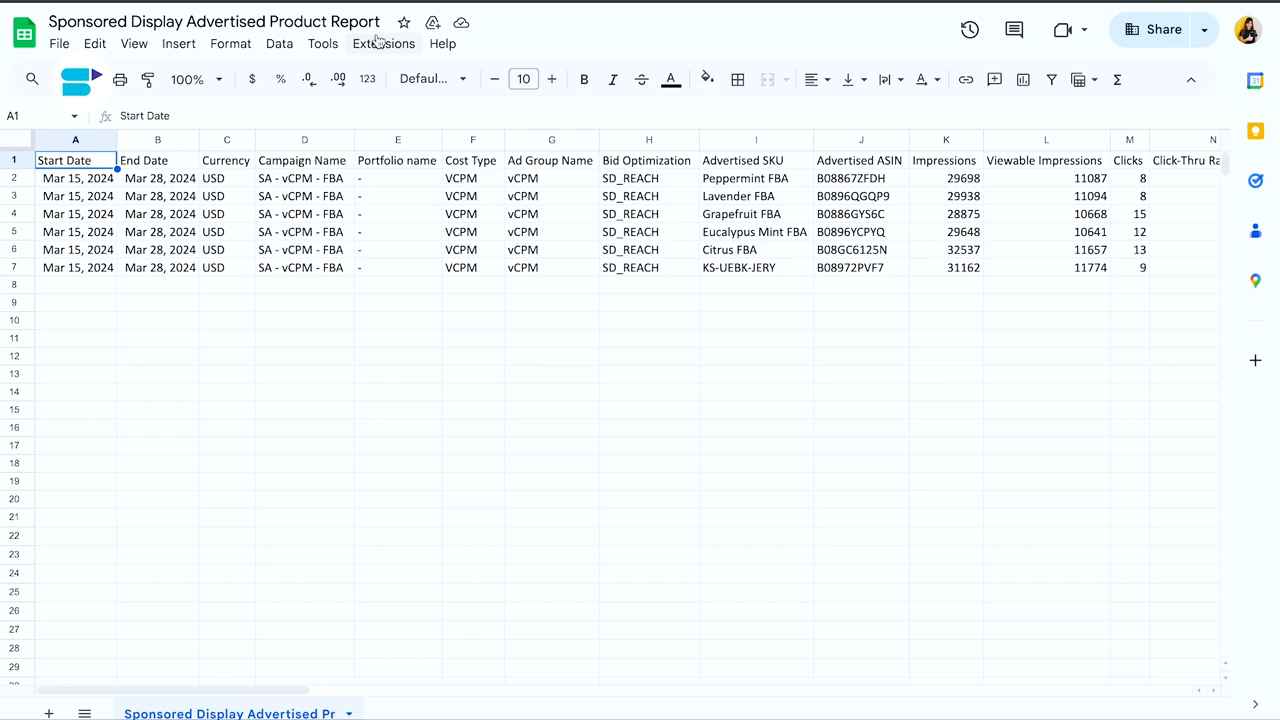 Sponsored Display Advertised Product Report
File Edit View Insert Format Data Tools Extensions Help
Share
100% $ % .0 .00 123 Defaul... 10 B I A Σ
31
A1 fx Start Date
A B C D E F G H I J K L M N
1 Start Date End Date Currency Campaign Name Portfolio name Cost Type Ad Group Name Bid Optimization Advertised SKU Advertised ASIN Impressions Viewable Impressions Clicks Click-Thru Ra
2 Mar 15, 2024 Mar 28, 2024 USD SA - vCPM - FBA - VCPM vCPM SD_REACH Peppermint FBA B08867ZFDH 29698 11087 8
3 Mar 15, 2024 Mar 28, 2024 USD SA - vCPM - FBA - VCPM vCPM SD_REACH Lavender FBA B0896QGQP9 29938 11094 8
4 Mar 15, 2024 Mar 28, 2024 USD SA - vCPM - FBA - VCPM vCPM SD_REACH Grapefruit FBA B0886GYS6C 28875 10668 15
5 Mar 15, 2024 Mar 28, 2024 USD SA - vCPM - FBA - VCPM vCPM SD_REACH Eucalypus Mint FBA B0896YCPYQ 29648 10641 12
6 Mar 15, 2024 Mar 28, 2024 USD SA - vCPM - FBA - VCPM vCPM SD_REACH Citrus FBA B08GC6125N 32537 11657 13
7 Mar 15, 2024 Mar 28, 2024 USD SA - vCPM - FBA - VCPM vCPM SD_REACH KS-UEBK-JERY B08972PVF7 31162 11774 9
8
9
10
11
12
13
14
15
16
17
18
19
20
21
22
23
24
25
26
27
28
29
Sponsored Display Advertised Pr